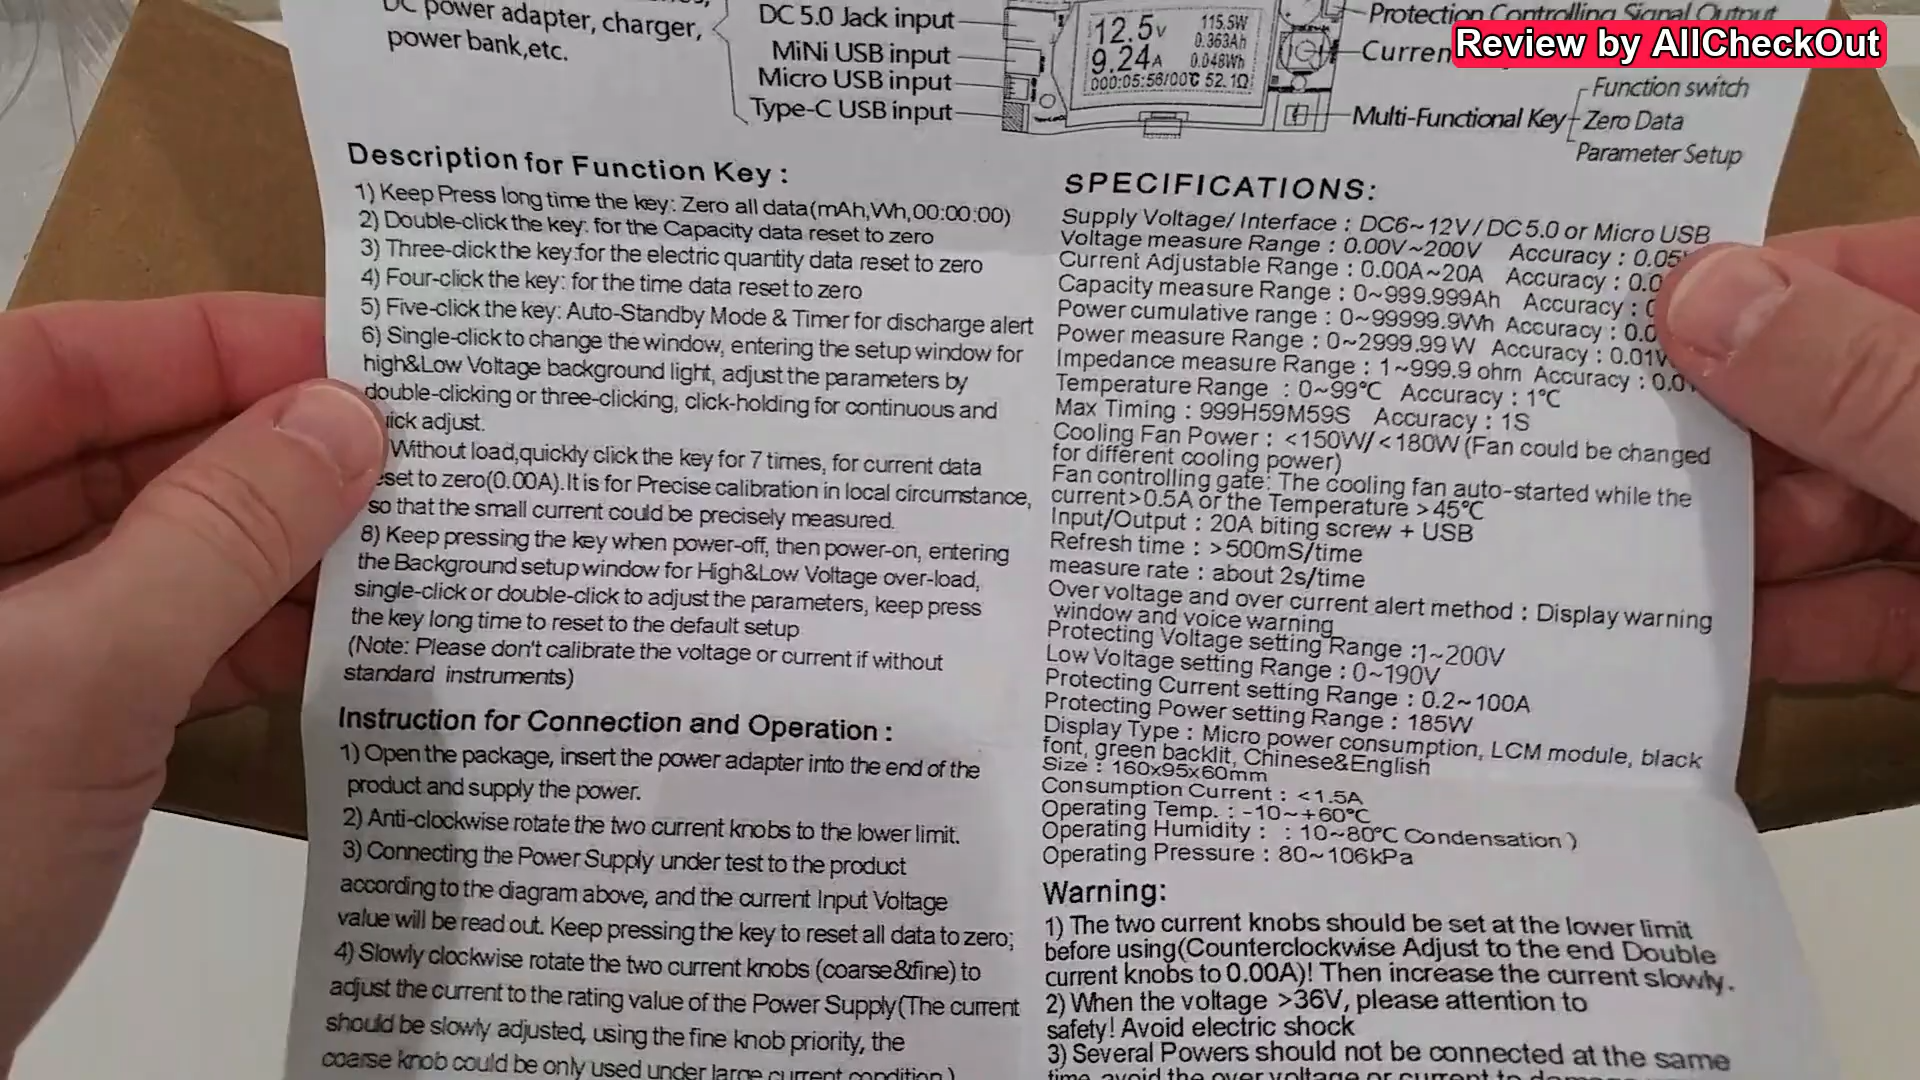 DC power adapter, charger,
power bank,etc.
DC 5.0 Jack input
MiNi USB input
Micro USB input
Type-C USB input
12.5V
115.5W
0.363Ah
9.24A
0.048Wh
000:05:56/00℃ 52.1Ω
Protection Controlling Signal Output
Review by AllCheckOut
Function switch
Multi-Functional Key
Zero Data
Parameter Setup
Description for Function Key :
1) Keep Press long time the key: Zero all data(mAh,Wh,00:00:00)
2) Double-click the key: for the Capacity data reset to zero
3) Three-click the key:for the electric quantity data reset to zero
4) Four-click the key: for the time data reset to zero
5) Five-click the key: Auto-Standby Mode & Timer for discharge alert
6) Single-click to change the window, entering the setup window for
high&Low Voltage background light, adjust the parameters by
double-clicking or three-clicking, click-holding for continuous and
adjust.
Without load,quickly click the key for 7 times, for current data
to zero(0.00A).It is for Precise calibration in local circumstance,
so that the small current could be precisely measured.
8) Keep pressing the key when power-off, then power-on, entering
the Background setup window for High&Low Voltage over-load,
single-click or double-click to adjust the parameters, keep press
the key long time to reset to the default setup
(Note: Please don't calibrate the voltage or current if without
standard instruments)
Instruction for Connection and Operation :
1) Open the package, insert the power adapter into the end of the
product and supply the power.
2) Anti-clockwise rotate the two current knobs to the lower limit.
3) Connecting the Power Supply under test to the product
according to the diagram above, and the current Input Voltage
value will be read out. Keep pressing the key to reset all data to zero;
4) Slowly clockwise rotate the two current knobs (coarse&fine) to
adjust the current to the rating value of the Power Supply(The current
should be slowly adjusted, using the fine knob priority, the
coarse knob could be only used under large current condition.)
SPECIFICATIONS:
Supply Voltage/ Interface : DC6~12V / DC 5.0 or Micro USB
Voltage measure Range : 0.00V~200V Accuracy : 0.05
Current Adjustable Range : 0.00A~20A Accuracy :
Capacity measure Range : 0~999.999Ah Accuracy :
Power cumulative range : 0~99999.9Wh Accuracy :
Power measure Range : 0~2999.99 W Accuracy : 0.01W
Impedance measure Range : 1~999.9 ohm Accuracy :
Temperature Range : 0~99℃ Accuracy : 1℃
Max Timing : 999H59M59S Accuracy : 1S
Cooling Fan Power : <150W/<180W (Fan could be changed
for different cooling power)
Fan controlling gate: The cooling fan auto-started while the
current>0.5A or the Temperature >45℃
Input/Output : 20A biting screw + USB
Refresh time : >500mS/time
measure rate : about 2s/time
Over voltage and over current alert method : Display warning
window and voice warning
Protecting Voltage setting Range :1~200V
Low Voltage setting Range : 0~190V
Protecting Current setting Range : 0.2~100A
Protecting Power setting Range : 185W
Display Type : Micro power consumption, LCM module, black
font, green backlit, Chinese&English
Size : 160x95x60mm
Consumption Current : <1.5A
Operating Temp. : -10~+60℃
Operating Humidity : : 10~80℃ Condensation )
Operating Pressure : 80~106kPa
Warning:
1) The two current knobs should be set at the lower limit
before using(Counterclockwise Adjust to the end Double
current knobs to 0.00A)! Then increase the current slowly.
2) When the voltage >36V, please attention to
safety! Avoid electric shock
3) Several Powers should not be connected at the same